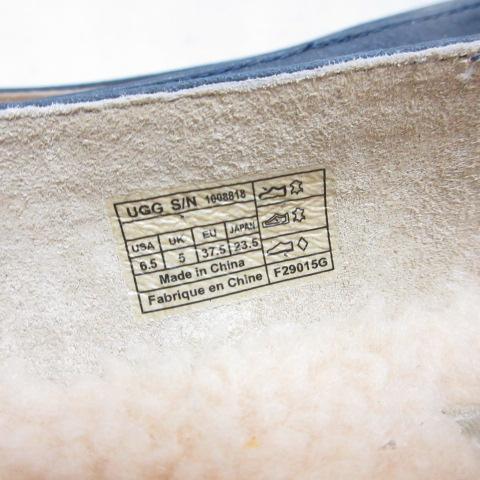 UGG S/N 1008818
USA UK EU JAPAN
6.5 5 37.5 23.5
Made in China
Fabrique en Chine F29015G